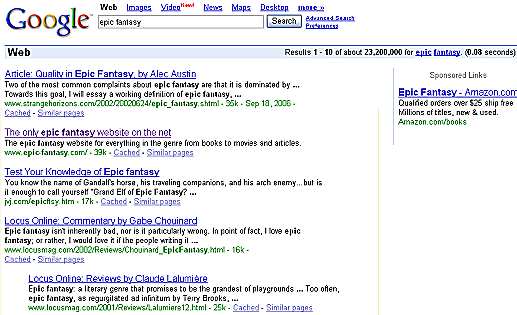 Google
Web Images Video New! News Maps Desktop more »
epic fantasy Search Advanced Search
Preferences
Web Results 1 - 10 of about 23,200,000 for epic fantasy. (0.08 seconds)
Article: Quality in Epic Fantasy, by Alec Austin
Two of the most common complaints about epic fantasy are that it is dominated by ...
Towards this goal, I will essay a working definition of epic fantasy, ...
www.strangehorizons.com/2002/20020624/epic_fantasy.shtml - 35k - Sep 18, 2006 -
Cached - Similar pages
The only epic fantasy website on the net
The epic fantasy website for everything in the genre from books to movies and articles.
www.epic-fantasy.com/ - 39k - Cached - Similar pages
Test Your Knowledge of Epic fantasy
You know the name of Gandalf's horse, his traveling companions, and his arch enemy...but is
it enough to call yourself "Grand Elf of Epic Fantasy? ...
jvj.com/epicftsy.htm - 17k - Cached - Similar pages
Locus Online: Commentary by Gabe Chouinard
Epic fantasy isn't inherently bad, nor is it particularly wrong. In point of fact, I love epic
fantasy; or rather, I would love it if the people writing it ...
www.locusmag.com/2002/Reviews/Chouinard_EpicFantasy.html - 16k -
Cached - Similar pages
Locus Online: Reviews by Claude Lalumière
Epic fantasy: a literary genre that promises to be the grandest of playgrounds ... Too often,
epic fantasy, as regurgitated ad infinitum by Terry Brooks, ...
www.locusmag.com/2001/Reviews/Lalumiere12.html - 25k - Cached - Similar pages
Sponsored Links
Epic Fantasy - Amazon.com
Qualified orders over $25 ship free
Millions of titles, new & used.
Amazon.com/books